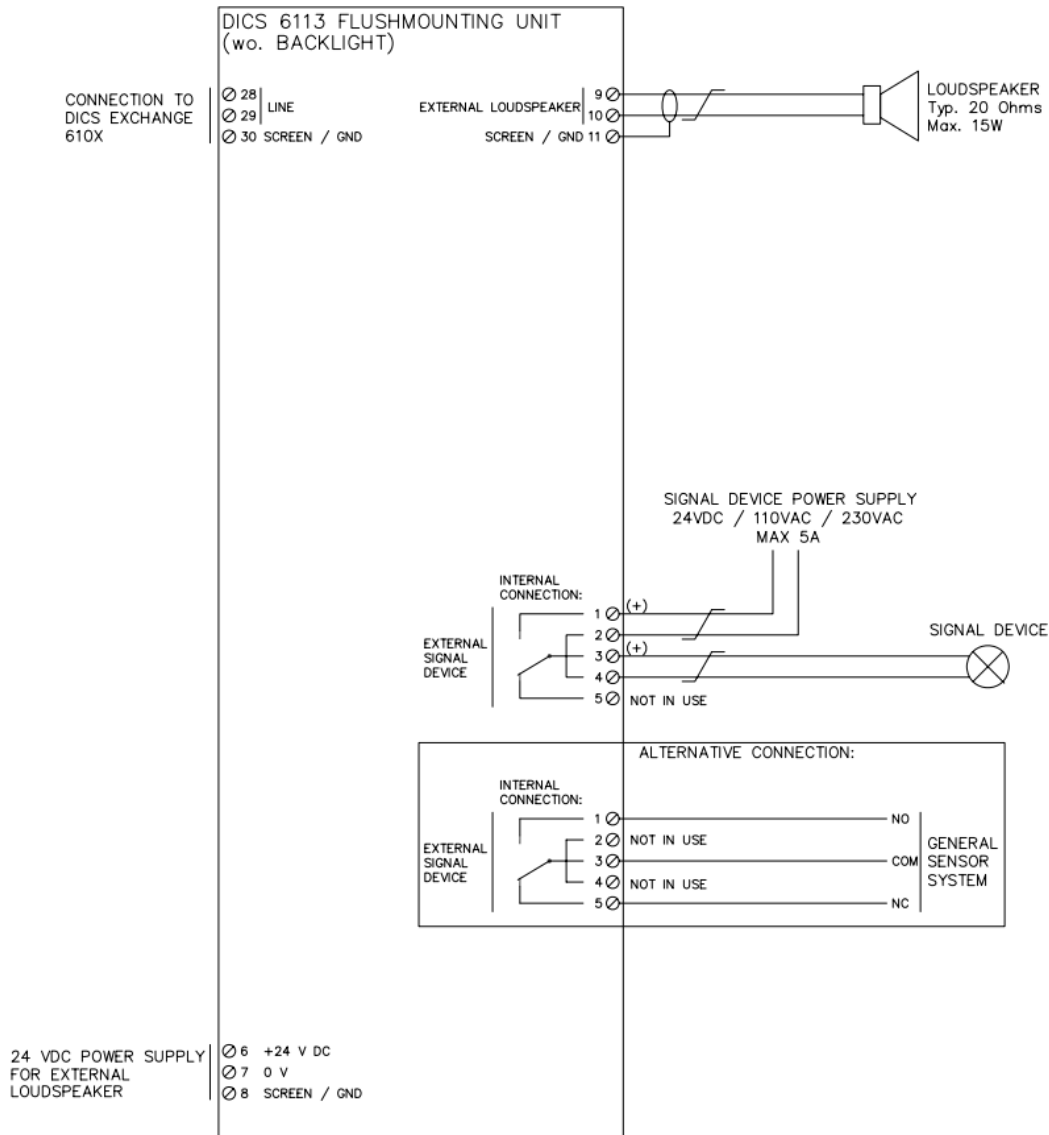 DICS 6113 FLUSHMOUNTING UNIT
(wo. BACKLIGHT)
CONNECTION TO
DICS EXCHANGE
610X
28
29
LINE
30 SCREEN / GND
EXTERNAL LOUDSPEAKER
9
10
SCREEN / GND 11
LOUDSPEAKER
Typ. 20 Ohms
Max. 15W
SIGNAL DEVICE POWER SUPPLY
24VDC / 110VAC / 230VAC
MAX 5A
INTERNAL
CONNECTION:
EXTERNAL
SIGNAL
DEVICE
1 (+)
2
3 (+)
4
5 NOT IN USE
SIGNAL DEVICE
ALTERNATIVE CONNECTION:
INTERNAL
CONNECTION:
EXTERNAL
SIGNAL
DEVICE
1 NO
2 NOT IN USE
3 COM
4 NOT IN USE
5 NC
GENERAL
SENSOR
SYSTEM
24 VDC POWER SUPPLY
FOR EXTERNAL
LOUDSPEAKER
6 +24 V DC
7 0 V
8 SCREEN / GND